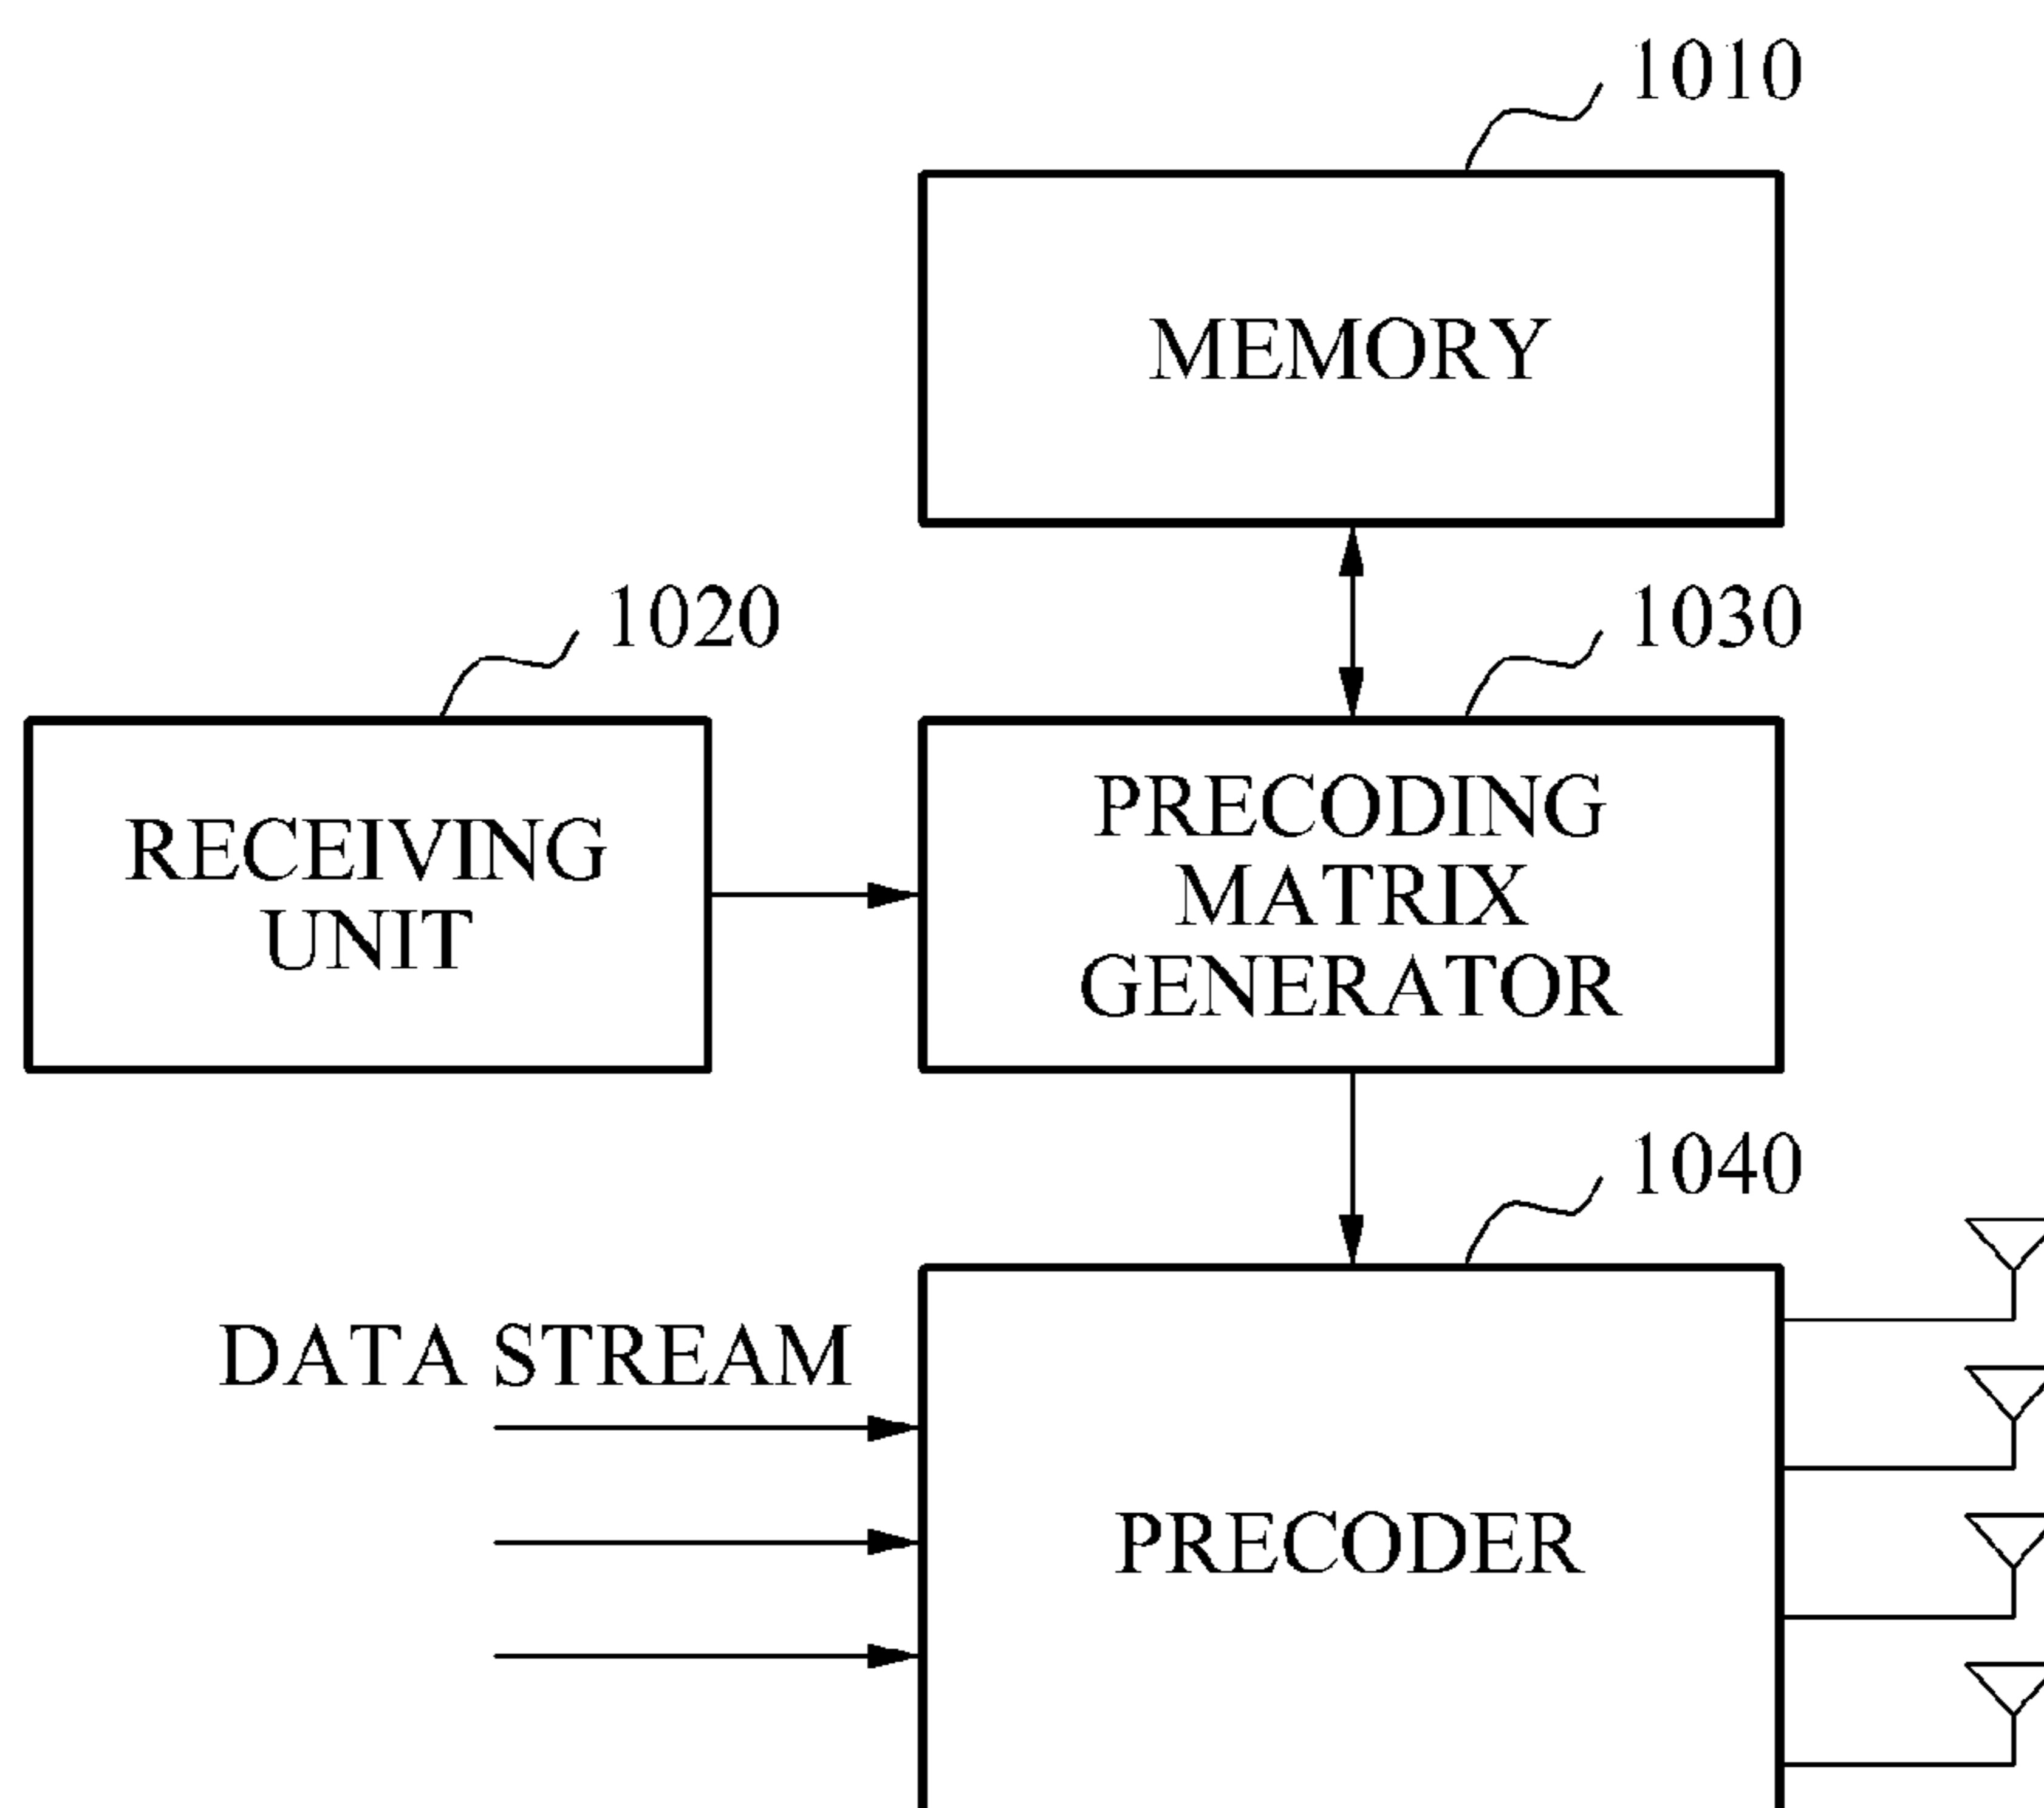 1010
MEMORY
1020
1030
RECEIVING
UNIT
PRECODING
MATRIX
GENERATOR
1040
DATA STREAM
PRECODER